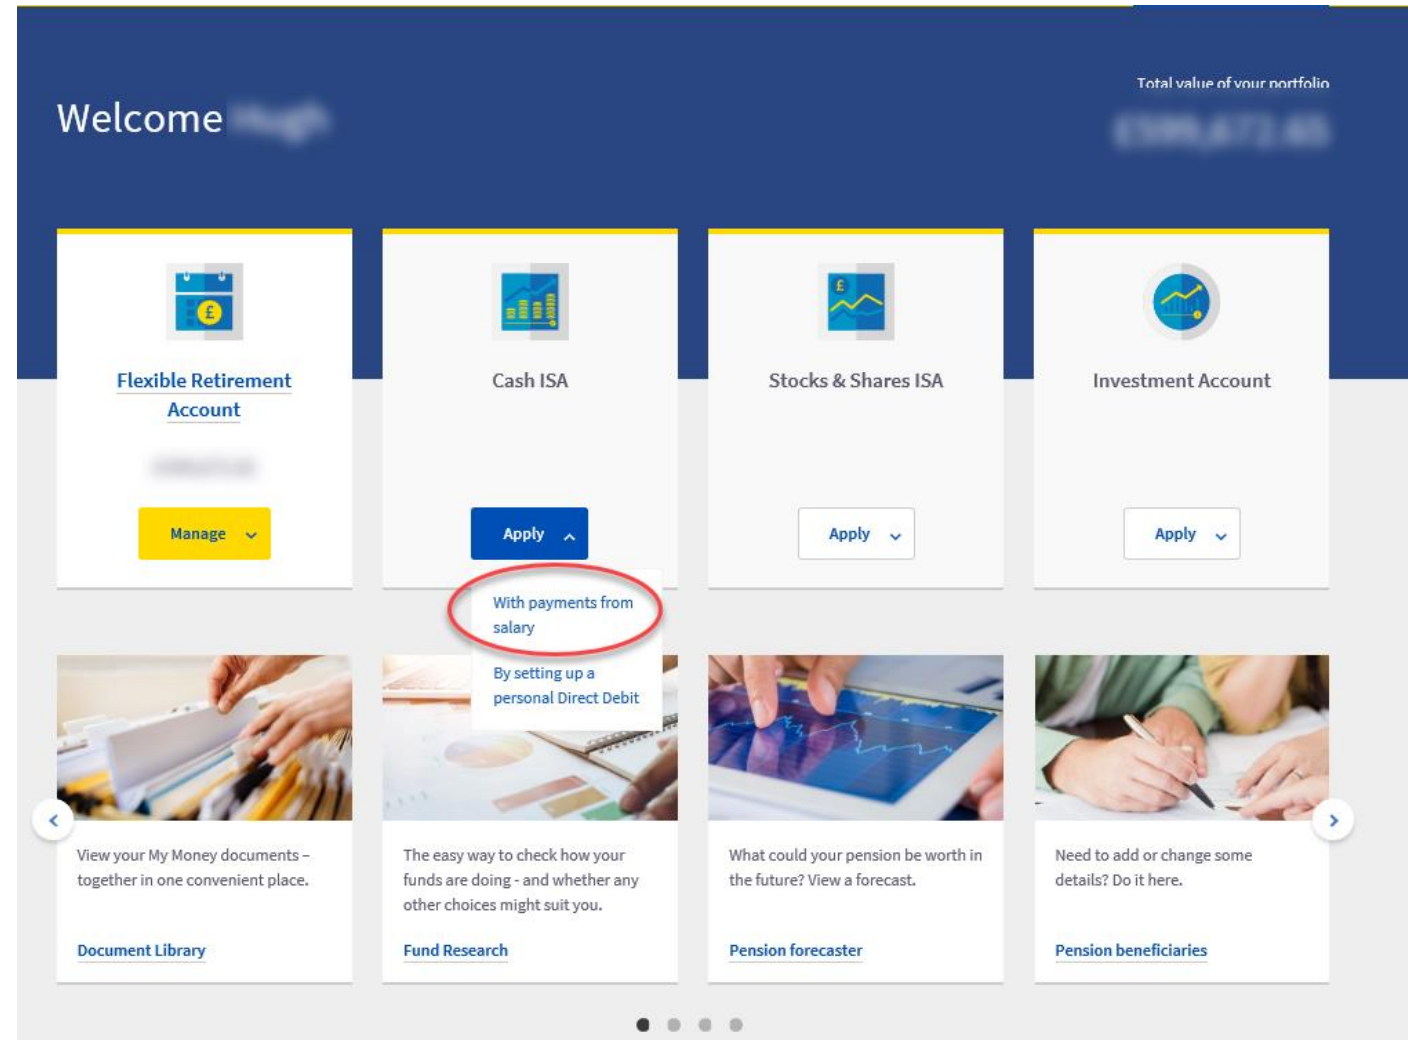 Total value of your portfolio
Welcome
Flexible Retirement
Account
Manage
Cash ISA
Apply
With payments from
salary
By setting up a
personal Direct Debit
Stocks & Shares ISA
Apply
Investment Account
Apply
View your My Money documents –
together in one convenient place.
Document Library
The easy way to check how your
funds are doing - and whether any
other choices might suit you.
Fund Research
What could your pension be worth in
the future? View a forecast.
Pension forecaster
Need to add or change some
details? Do it here.
Pension beneficiaries